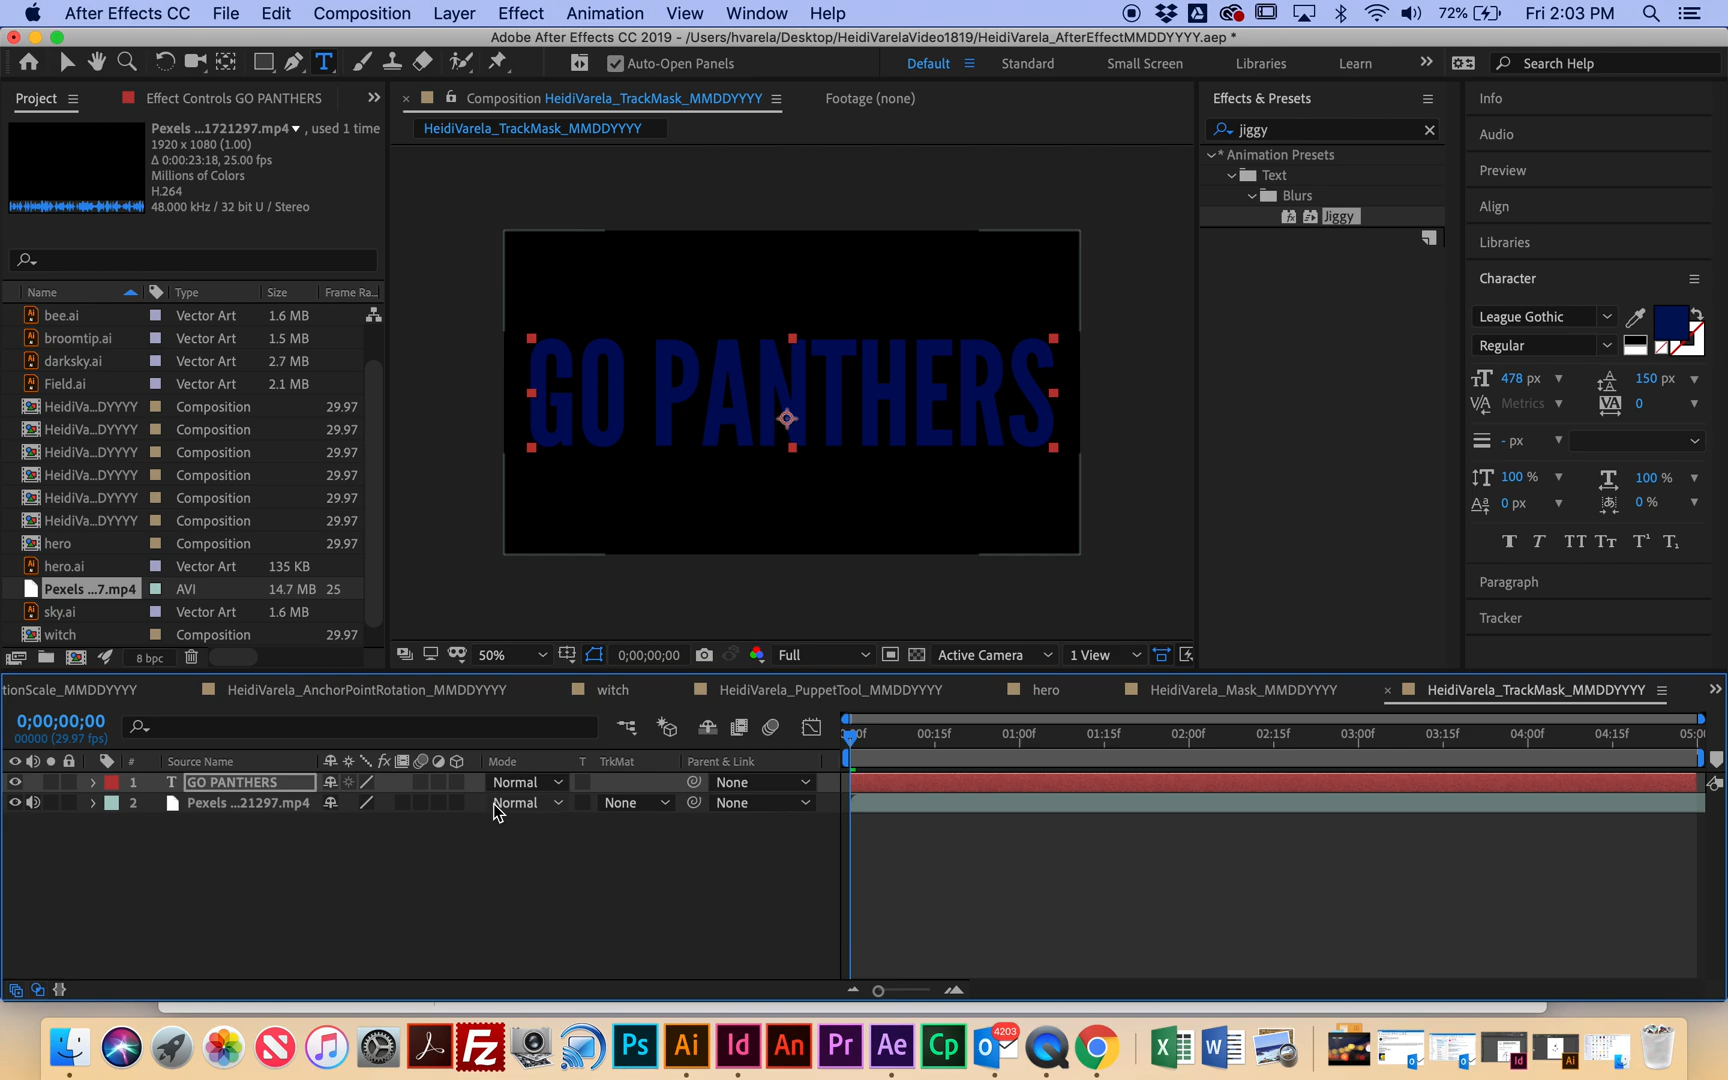 After Effects CC File Edit Composition Layer Effect Animation View Window Help 72% Fri 2:03 PM
Adobe After Effects CC 2019 - /Users/hvarela/Desktop/HeidiVarelaVideo1819/HeidiVarela_AfterEffectMMDDYYYY.aep *
Auto-Open Panels Default Standard Small Screen Libraries Learn Search Help
Project Effect Controls GO PANTHERS
Composition HeidiVarela_TrackMask_MMDDYYYY Footage (none)
HeidiVarela_TrackMask_MMDDYYYY
Pexels ...1721297.mp4 , used 1 time
1920 x 1080 (1.00)
Δ 0:00:23:18, 25.00 fps
Millions of Colors
H.264
48.000 kHz / 32 bit U / Stereo
Name Type Size Frame Ra...
bee.ai Vector Art 1.6 MB
broomtip.ai Vector Art 1.5 MB
darksky.ai Vector Art 2.7 MB
Field.ai Vector Art 2.1 MB
HeidiVa...DYYYY Composition 29.97
HeidiVa...DYYYY Composition 29.97
HeidiVa...DYYYY Composition 29.97
HeidiVa...DYYYY Composition 29.97
HeidiVa...DYYYY Composition 29.97
HeidiVa...DYYYY Composition 29.97
hero Composition 29.97
hero.ai Vector Art 135 KB
Pexels ...7.mp4 AVI 14.7 MB 25
sky.ai Vector Art 1.6 MB
witch Composition 29.97
8 bpc
GO PANTHERS
50% 0;00;00;00 Full Active Camera 1 View
Effects & Presets
jiggy
* Animation Presets
Text
Blurs
Jiggy
Info
Audio
Preview
Align
Libraries
Character
League Gothic
Regular
478 px 150 px
Metrics 0
- px
100 % 100 %
0 px 0 %
T T TT Tt T¹ T₁
Paragraph
Tracker
tionScale_MMDDYYYY HeidiVarela_AnchorPointRotation_MMDDYYYY witch HeidiVarela_PuppetTool_MMDDYYYY hero HeidiVarela_Mask_MMDDYYYY HeidiVarela_TrackMask_MMDDYYYY
0;00;00;00
00000 (29.97 fps)
00:15f 01:00f 01:15f 02:00f 02:15f 03:00f 03:15f 04:00f 04:15f 05:00
# Source Name Mode T TrkMat Parent & Link
1 T GO PANTHERS Normal None
2 Pexels ...21297.mp4 Normal None None
4203
Fz Ps Ai Id An Pr Ae Cp